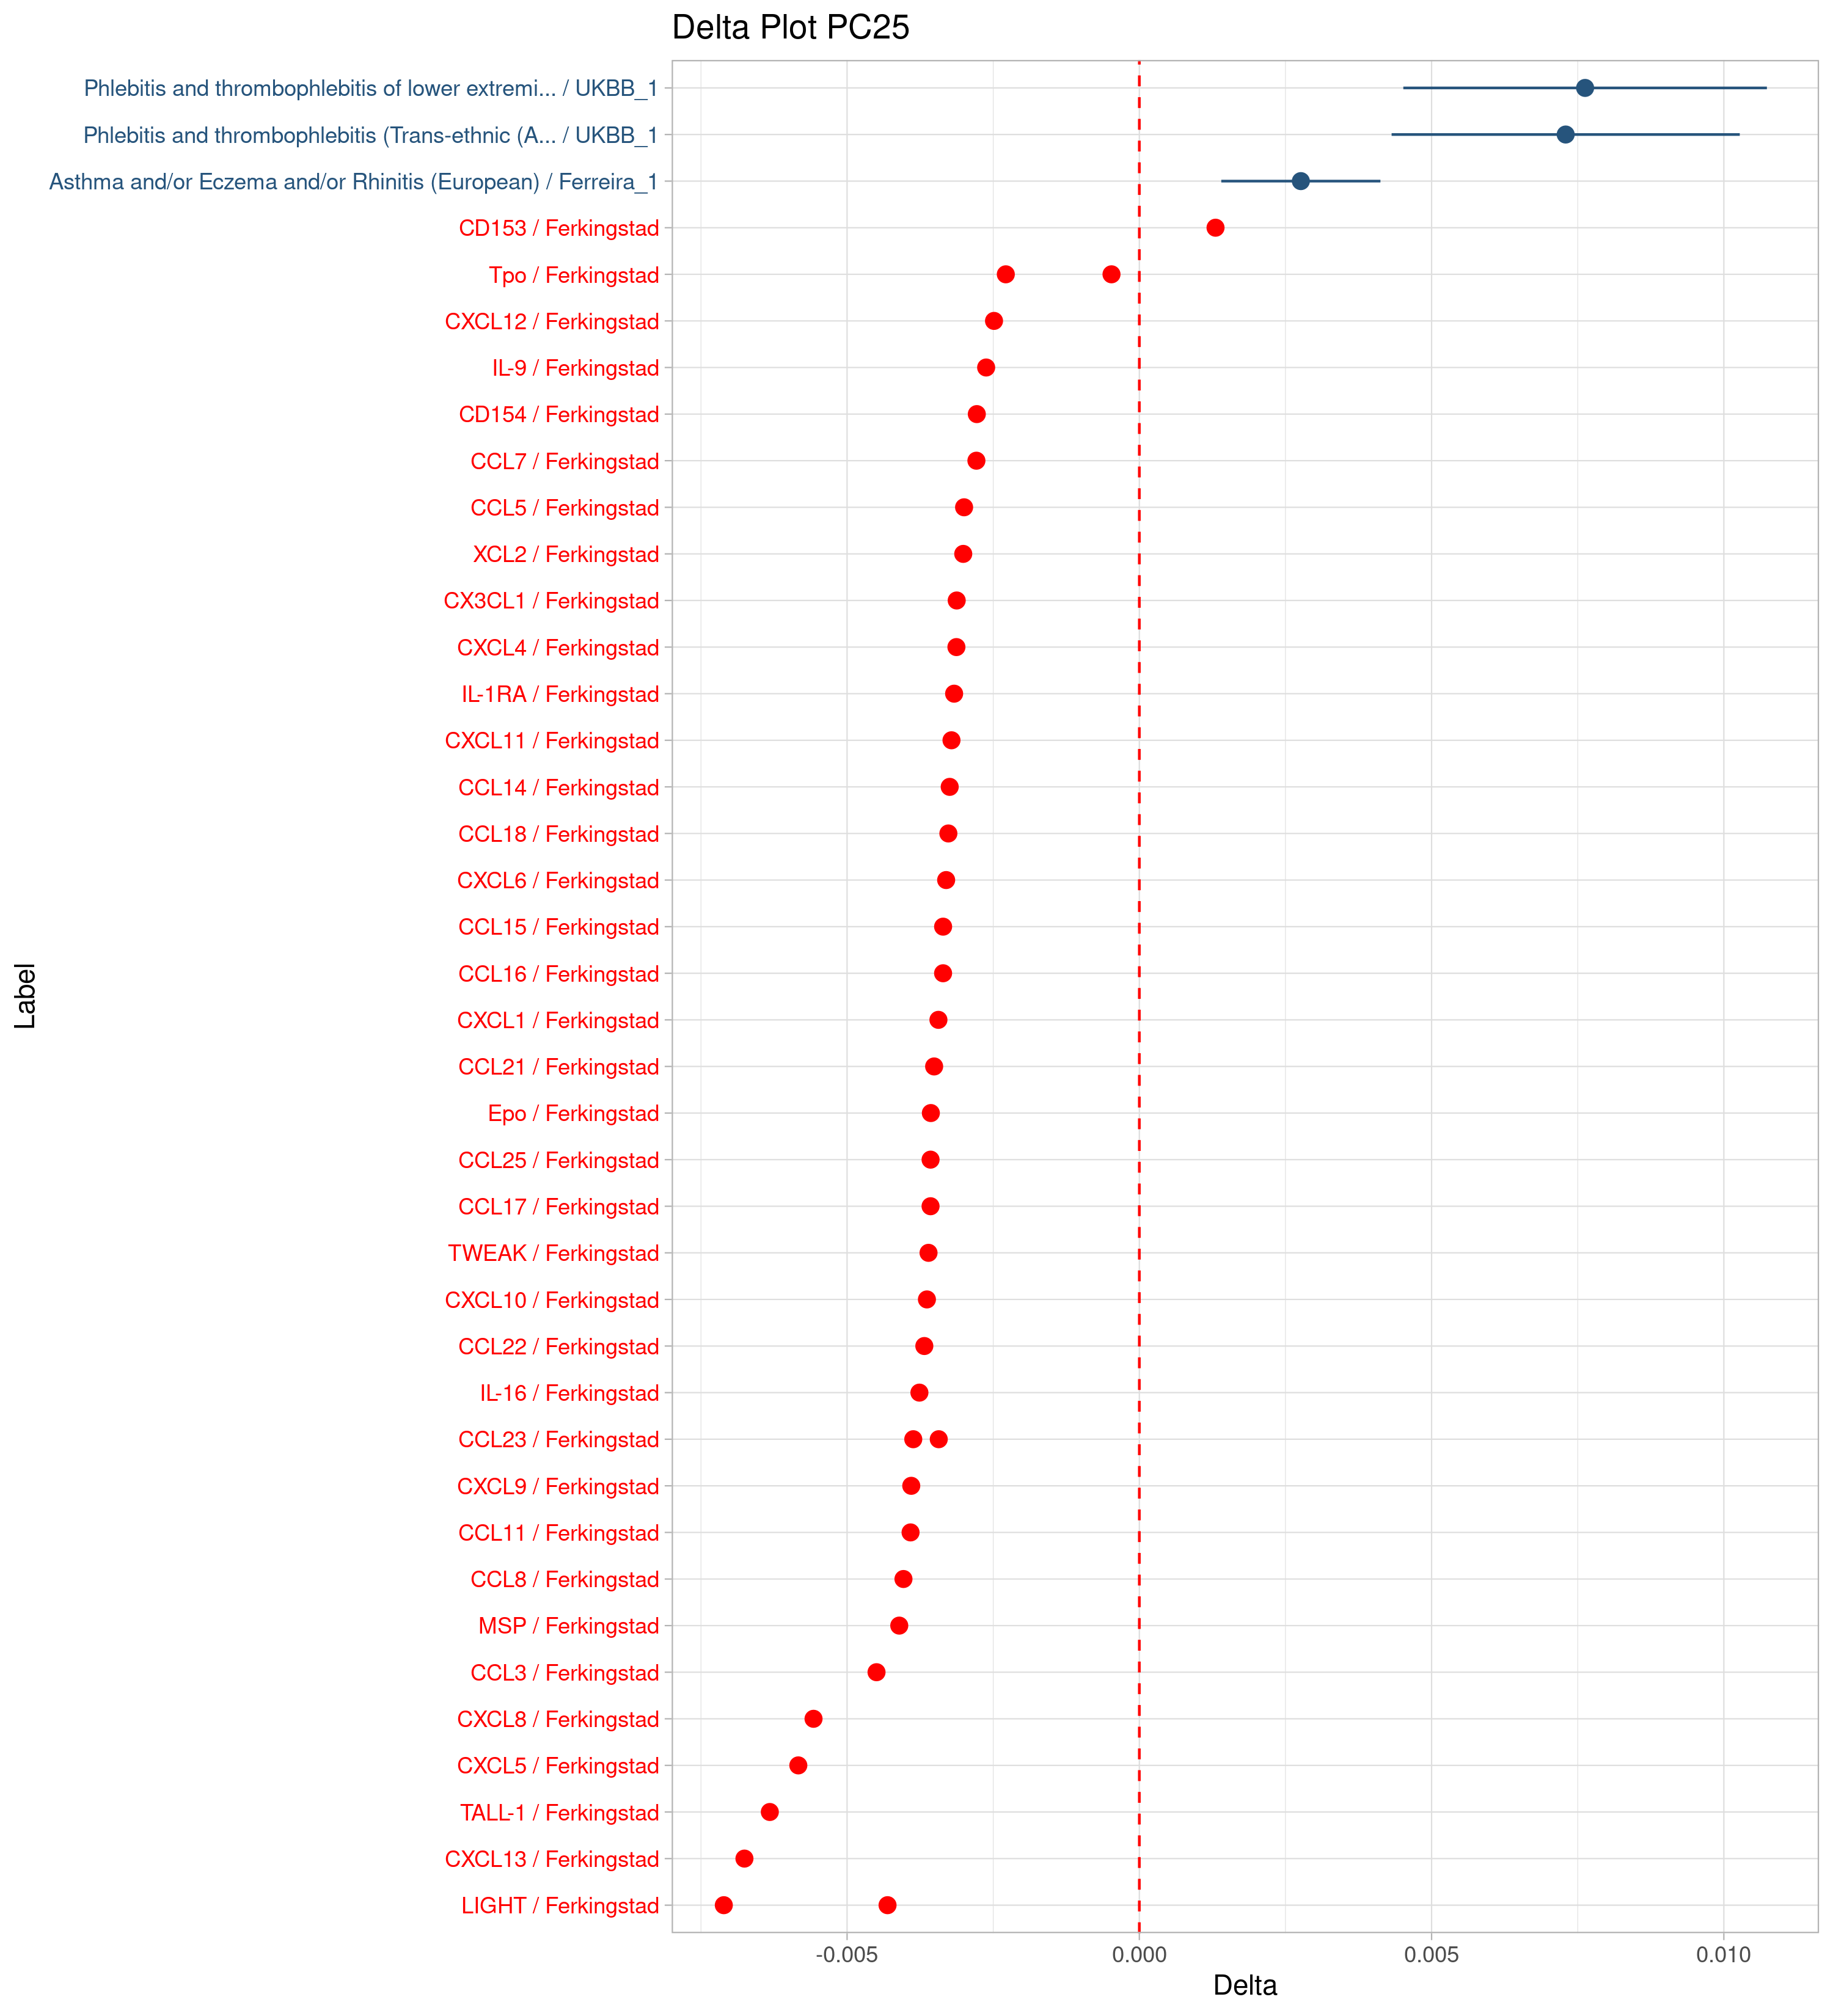 Delta Plot PC25
Phlebitis and thrombophlebitis of lower extremi... / UKBB_1
Phlebitis and thrombophlebitis (Trans-ethnic (A... / UKBB_1
Asthma and/or Eczema and/or Rhinitis (European) / Ferreira_1
CD153 / Ferkingstad
Tpo / Ferkingstad
CXCL12 / Ferkingstad
IL-9 / Ferkingstad
CD154 / Ferkingstad
CCL7 / Ferkingstad
CCL5 / Ferkingstad
XCL2 / Ferkingstad
CX3CL1 / Ferkingstad
CXCL4 / Ferkingstad
IL-1RA / Ferkingstad
CXCL11 / Ferkingstad
CCL14 / Ferkingstad
CCL18 / Ferkingstad
CXCL6 / Ferkingstad
CCL15 / Ferkingstad
CCL16 / Ferkingstad
CXCL1 / Ferkingstad
CCL21 / Ferkingstad
Epo / Ferkingstad
CCL25 / Ferkingstad
CCL17 / Ferkingstad
TWEAK / Ferkingstad
CXCL10 / Ferkingstad
CCL22 / Ferkingstad
IL-16 / Ferkingstad
CCL23 / Ferkingstad
CXCL9 / Ferkingstad
CCL11 / Ferkingstad
CCL8 / Ferkingstad
MSP / Ferkingstad
CCL3 / Ferkingstad
CXCL8 / Ferkingstad
CXCL5 / Ferkingstad
TALL-1 / Ferkingstad
CXCL13 / Ferkingstad
LIGHT / Ferkingstad
Label
-0.005 0.000 0.005 0.010
Delta